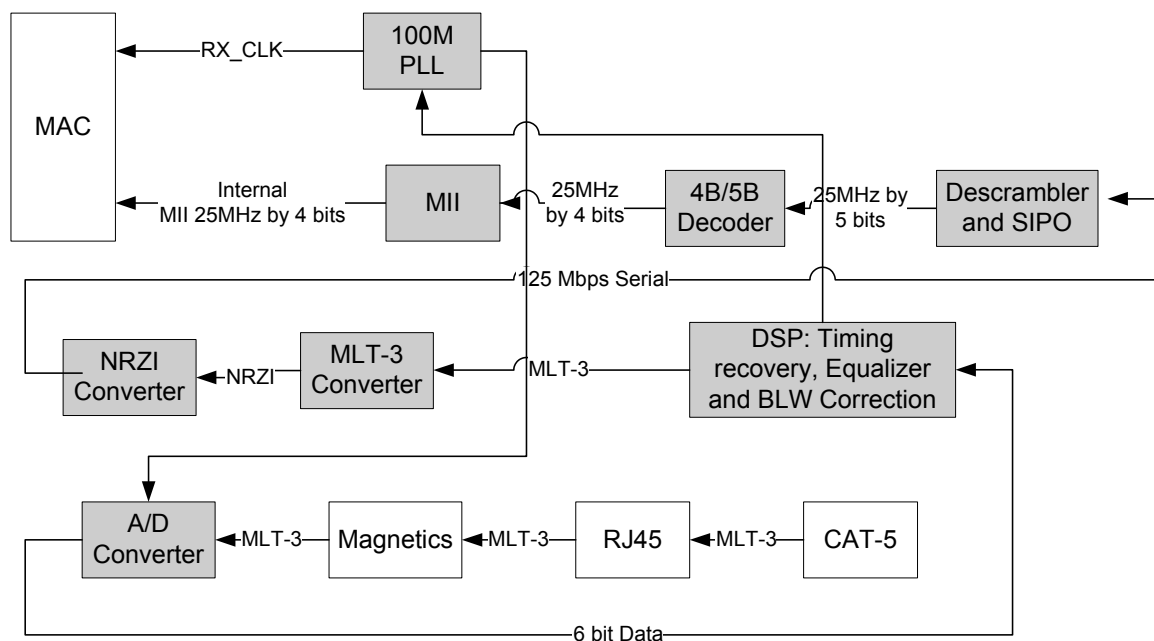 100M
PLL
RX_CLK
MAC
Internal
MII 25MHz by 4 bits
MII
25MHz
by 4 bits
4B/5B
Decoder
25MHz by
5 bits
Descrambler
and SIPO
125 Mbps Serial
NRZI
Converter
NRZI
MLT-3
Converter
MLT-3
DSP: Timing
recovery, Equalizer
and BLW Correction
A/D
Converter
MLT-3
Magnetics
MLT-3
RJ45
MLT-3
CAT-5
6 bit Data